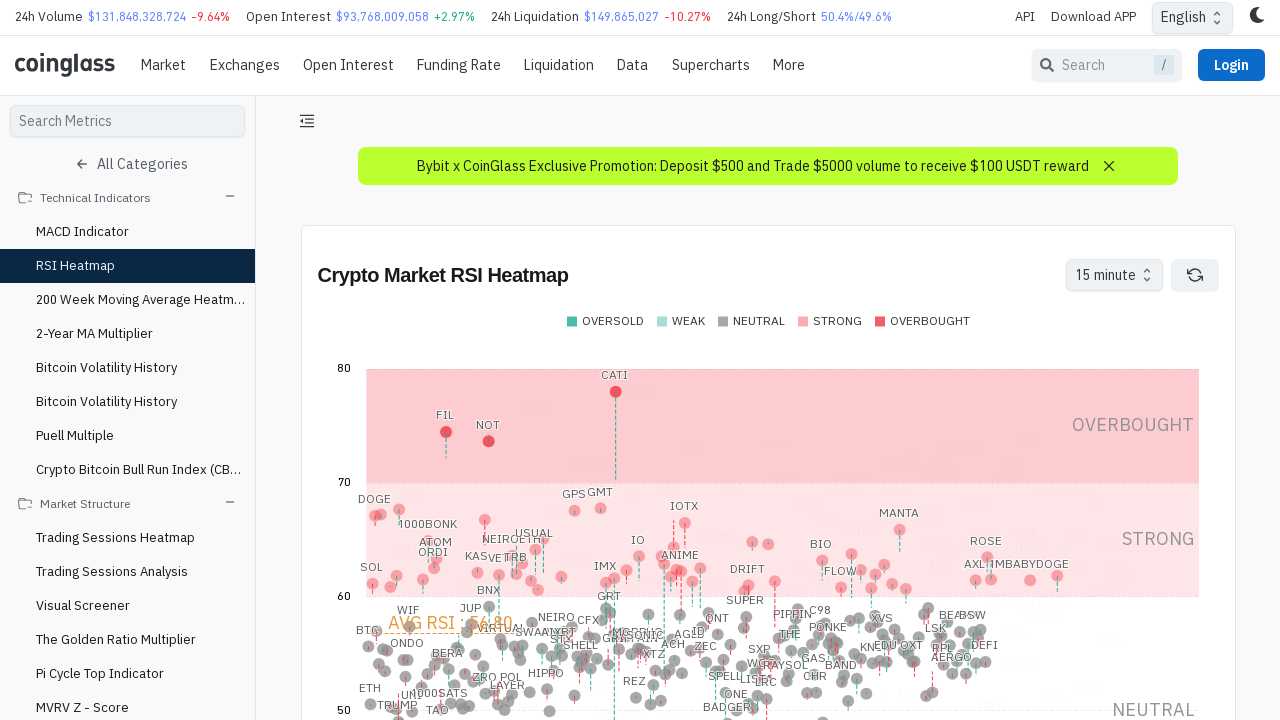 24h Volume $131,848,328,724 -9.64% Open Interest $93,768,009,058 +2.97% 24h Liquidation $149,865,027 -10.27% 24h Long/Short 50.4%/49.6% API Download APP English
coinglass Market Exchanges Open Interest Funding Rate Liquidation Data Supercharts More Search / Login
Search Metrics
All Categories
Technical Indicators
MACD Indicator
RSI Heatmap
200 Week Moving Average Heatm...
2-Year MA Multiplier
Bitcoin Volatility History
Bitcoin Volatility History
Puell Multiple
Crypto Bitcoin Bull Run Index (CB...
Market Structure
Trading Sessions Heatmap
Trading Sessions Analysis
Visual Screener
The Golden Ratio Multiplier
Pi Cycle Top Indicator
MVRV Z - Score
Bybit x CoinGlass Exclusive Promotion: Deposit $500 and Trade $5000 volume to receive $100 USDT reward
Crypto Market RSI Heatmap
15 minute
OVERSOLD WEAK NEUTRAL STRONG OVERBOUGHT
80
CATI
FIL
NOT
OVERBOUGHT
70
DOGE
GPS
GMT
IOTX
MANTA
1000BONK
USUAL
NEIROETH
ATOM
ORDI
KAS
VET
TRB
IO
ANIME
BIO
ROSE
STRONG
SOL
IMX
DRIFT
FLOW
AXL
1MBABYDOGE
60
BNX
GRT
SUPER
WIF
JUP
NEIRO
CFX
QNT
PIPPIN
C98
XVS
BSW
AVG RSI : 56.80
BTC
VIRTUAL
PONKE
LSK
ONDO
BERA
SHELL
XTZ
ACH
ZEC
SXP
THE
GAS
BAND
OXT
DEFI
AERGO
ETH
UNI
1000SATS
ZRO
POL
LAYER
HIPPO
REZ
SPELL
RAYSOL
CHR
TRUMP
TAO
ONE
LRC
BADGER
50
NEUTRAL